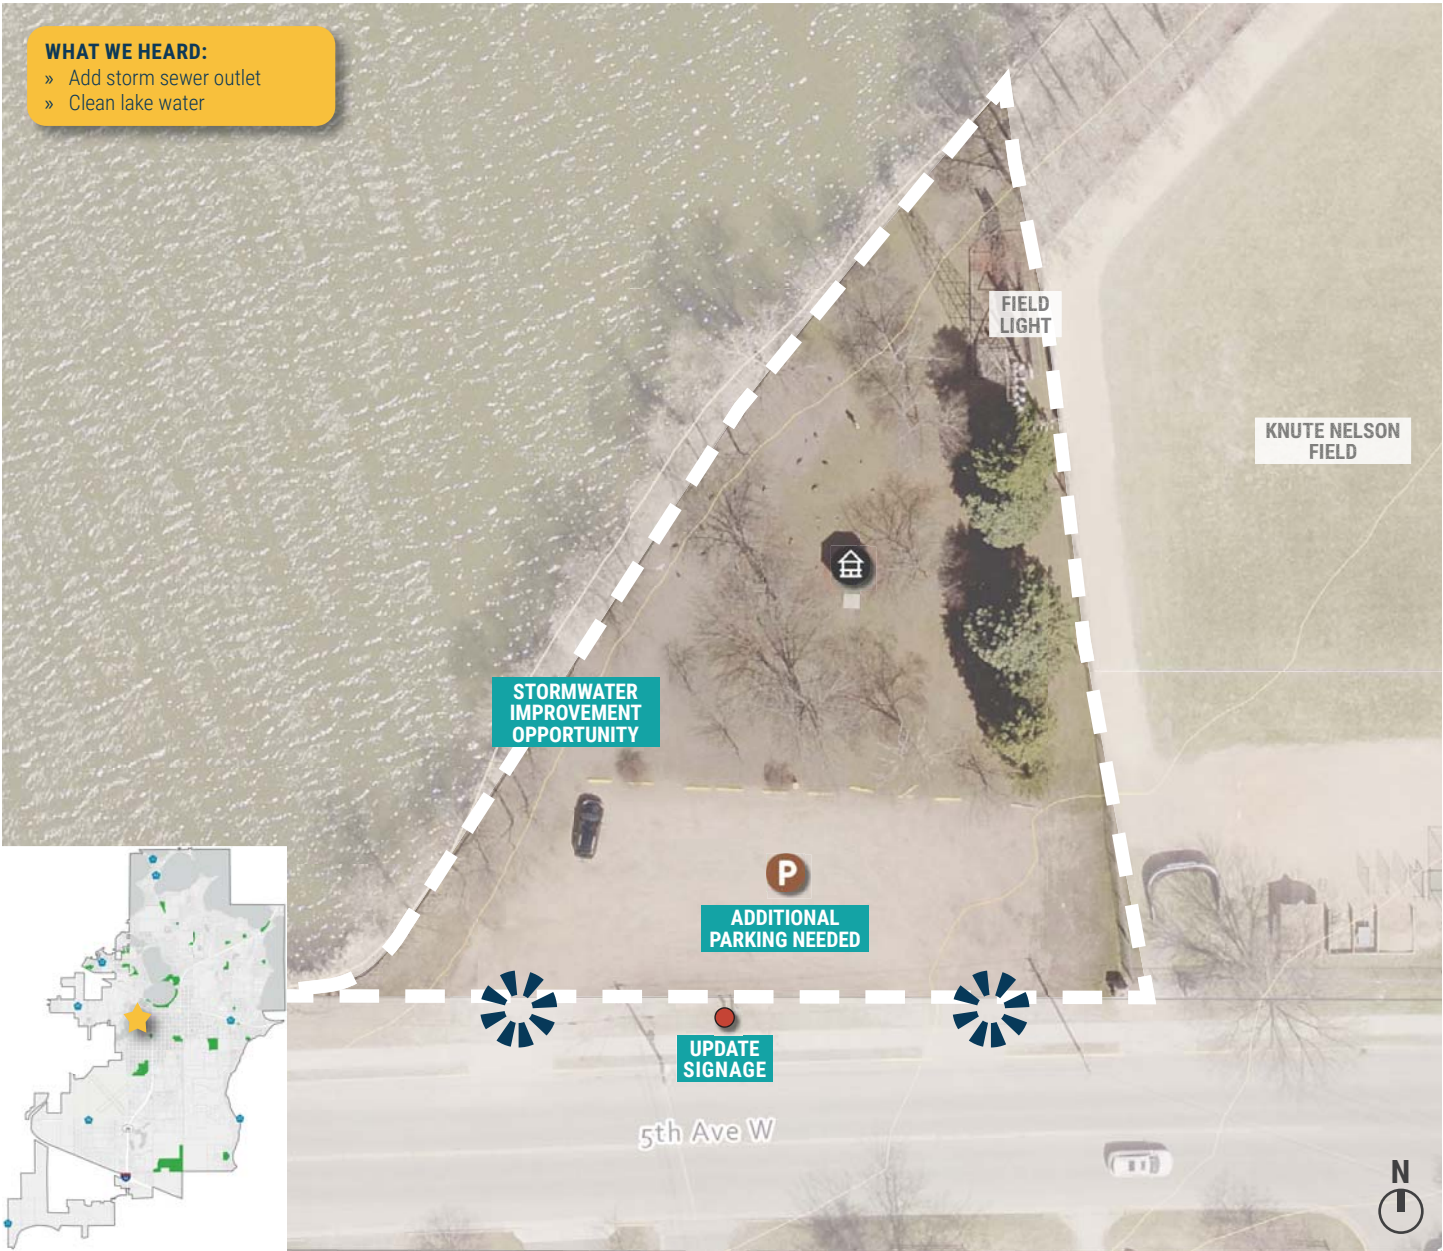 WHAT WE HEARD:
» Add storm sewer outlet
» Clean lake water
FIELD
LIGHT
KNUTE NELSON
FIELD
STORMWATER
IMPROVEMENT
OPPORTUNITY
P
ADDITIONAL
PARKING NEEDED
UPDATE
SIGNAGE
5th Ave W
N